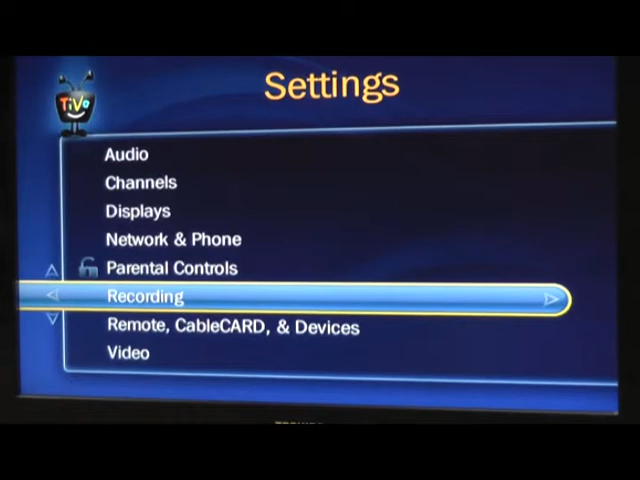 Settings
TiVo
Audio
Channels
Displays
Network & Phone
Parental Controls
Recording
Remote, CableCARD, & Devices
Video